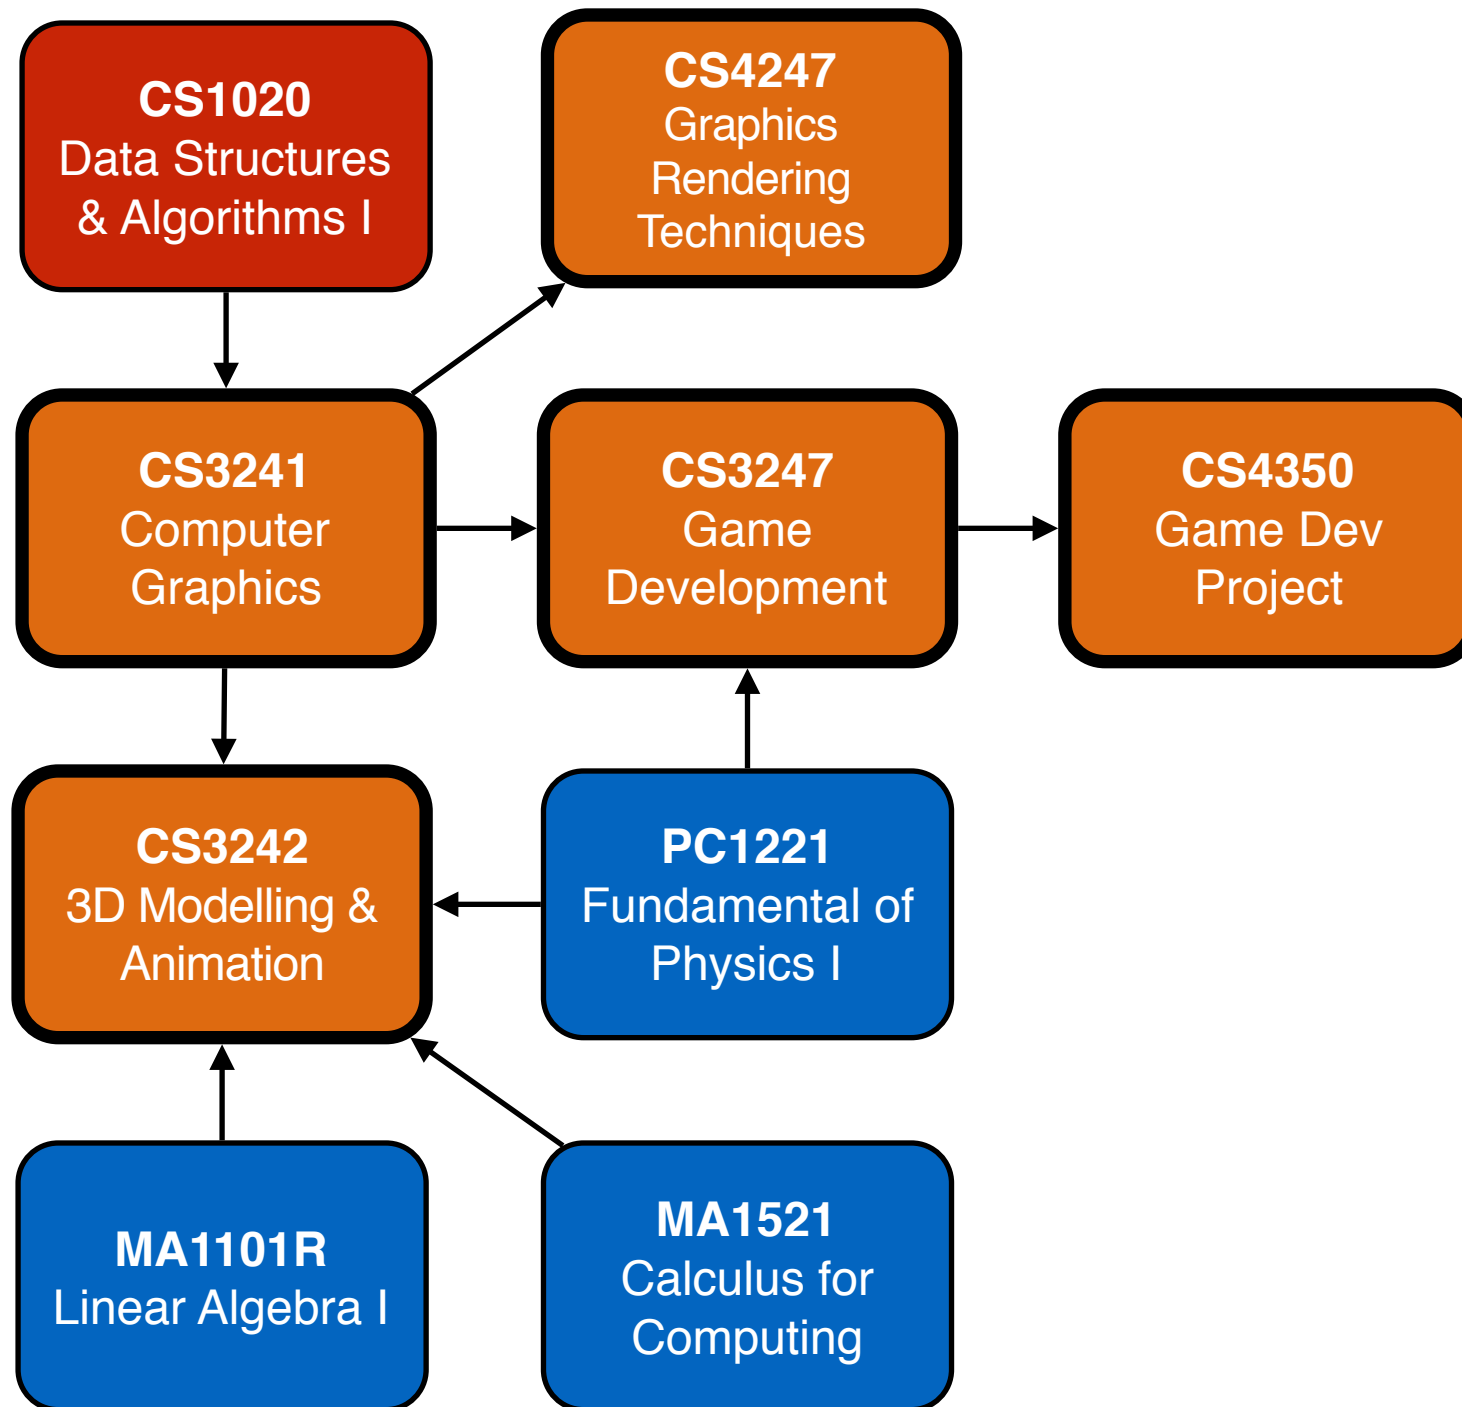 CS1020
Data Structures
& Algorithms I
CS4247
Graphics
Rendering
Techniques
CS3241
Computer
Graphics
CS3247
Game
Development
CS4350
Game Dev
Project
CS3242
3D Modelling &
Animation
PC1221
Fundamental of
Physics I
MA1101R
Linear Algebra I
MA1521
Calculus for
Computing